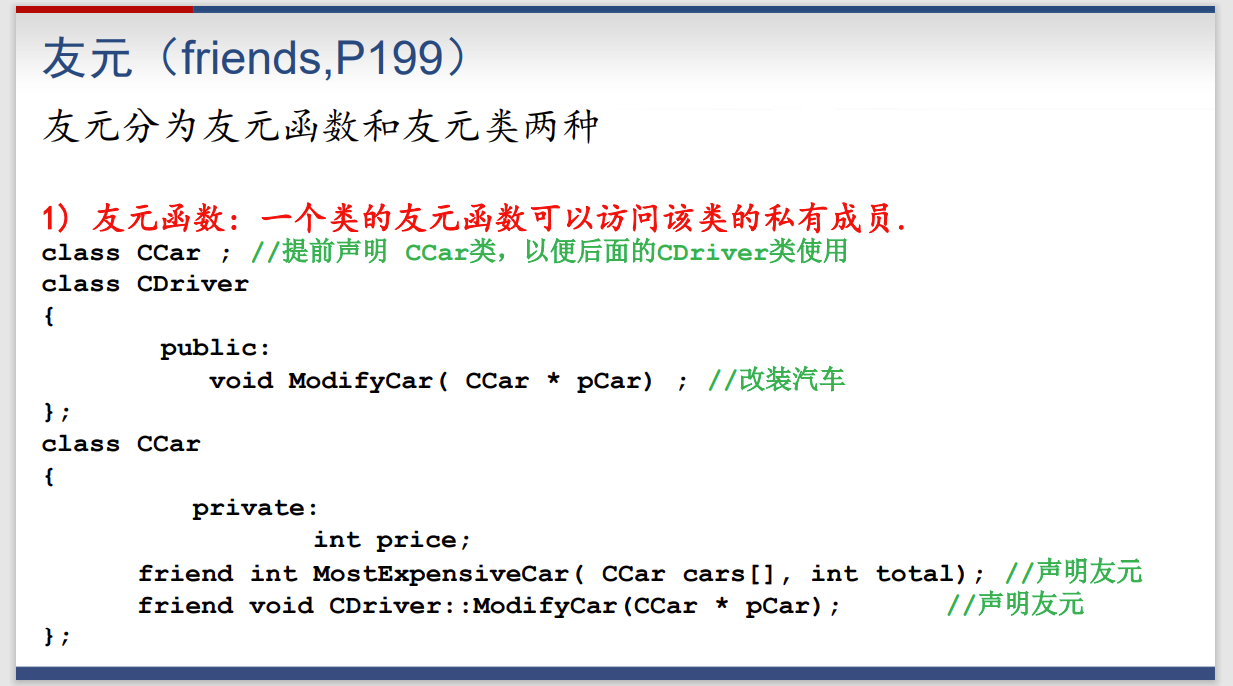 友元（friends,P199）
友元分为友元函数和友元类两种
1) 友元函数: 一个类的友元函数可以访问该类的私有成员.
class CCar ; //提前声明 CCar类，以便后面的CDriver类使用
class CDriver
{
public:
void ModifyCar( CCar * pCar) ; //改装汽车
};
class CCar
{
private:
int price;
friend int MostExpensiveCar( CCar cars[], int total); //声明友元
friend void CDriver::ModifyCar(CCar * pCar); //声明友元
};